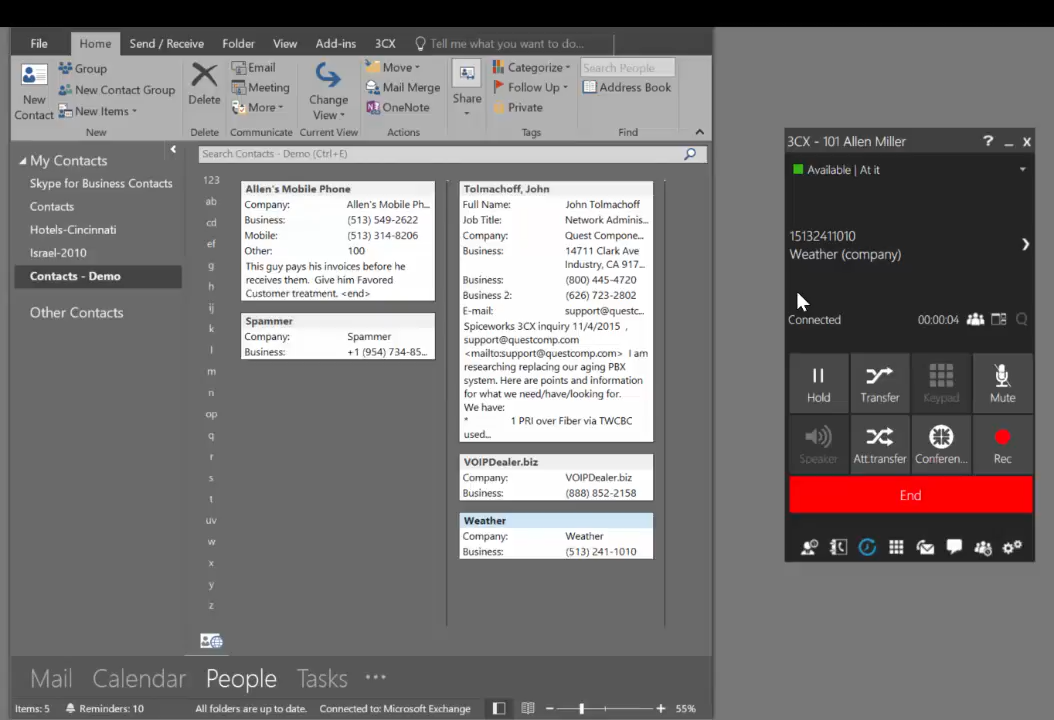 File Home Send / Receive Folder View Add-ins 3CX Tell me what you want to do...
New Contact
Group
New Contact Group
New Items
New
Delete
Delete
Email
Meeting
More
Communicate
Change View
Current View
Move
Mail Merge
OneNote
Actions
Share
Categorize
Follow Up
Private
Tags
Search People
Address Book
Find
My Contacts
Skype for Business Contacts
Contacts
Hotels-Cincinnati
Israel-2010
Contacts - Demo
Other Contacts
Search Contacts - Demo (Ctrl+E)
123
ab
cd
ef
g
h
ij
k
l
m
n
op
q
r
s
t
uv
w
x
y
z
Allen's Mobile Phone
Company: Allen's Mobile Ph...
Business: (513) 549-2622
Mobile: (513) 314-8206
Other: 100
This guy pays his invoices before he
receives them. Give him Favored
Customer treatment. <end>
Spammer
Company: Spammer
Business: +1 (954) 734-85...
Tolmachoff, John
Full Name: John Tolmachoff
Job Title: Network Adminis...
Company: Quest Compone...
Business: 14711 Clark Ave
Industry, CA 917...
Business: (800) 445-4720
Business 2: (626) 723-2802
E-mail: support@questc...
Spiceworks 3CX inquiry 11/4/2015 ,
support@questcomp.com
<mailto:support@questcomp.com> I am
researching replacing our aging PBX
system. Here are points and information
for what we need/have/looking for.
We have:
* 1 PRI over Fiber via TWCBC
used...
VOIPDealer.biz
Company: VOIPDealer.biz
Business: (888) 852-2158
Weather
Company: Weather
Business: (513) 241-1010
Mail Calendar People Tasks ...
Items: 5 Reminders: 10 All folders are up to date. Connected to: Microsoft Exchange 55%
3CX - 101 Allen Miller ? _ x
Available | At it
15132411010
Weather (company)
Connected 00:00:04
Hold Transfer Keypad Mute
Speaker Att.transfer Conferen... Rec
End